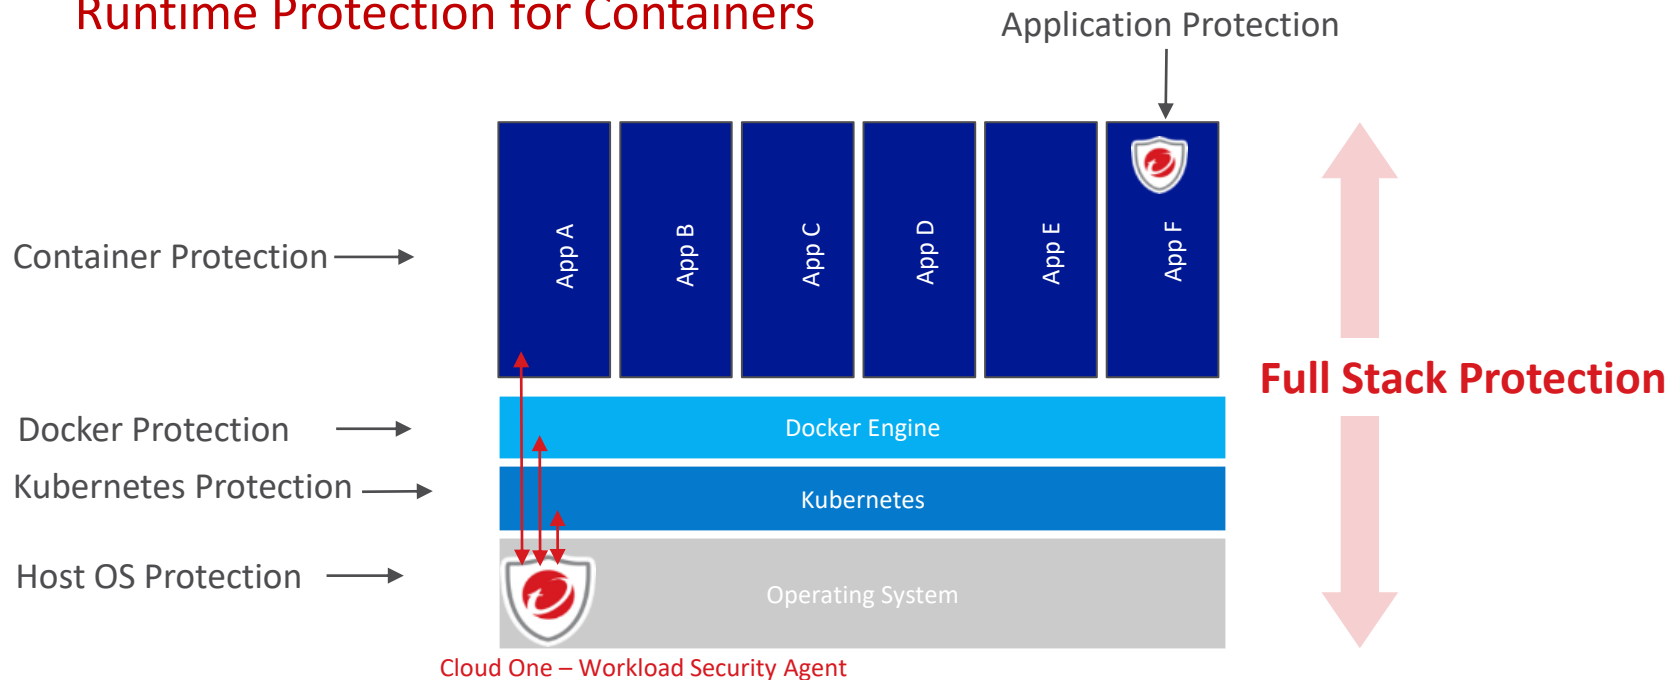 Runtime Protection for Containers
Application Protection
Container Protection
App A
App B
App C
App D
App E
App F
Full Stack Protection
Docker Protection
Docker Engine
Kubernetes Protection
Kubernetes
Host OS Protection
Operating System
Cloud One – Workload Security Agent